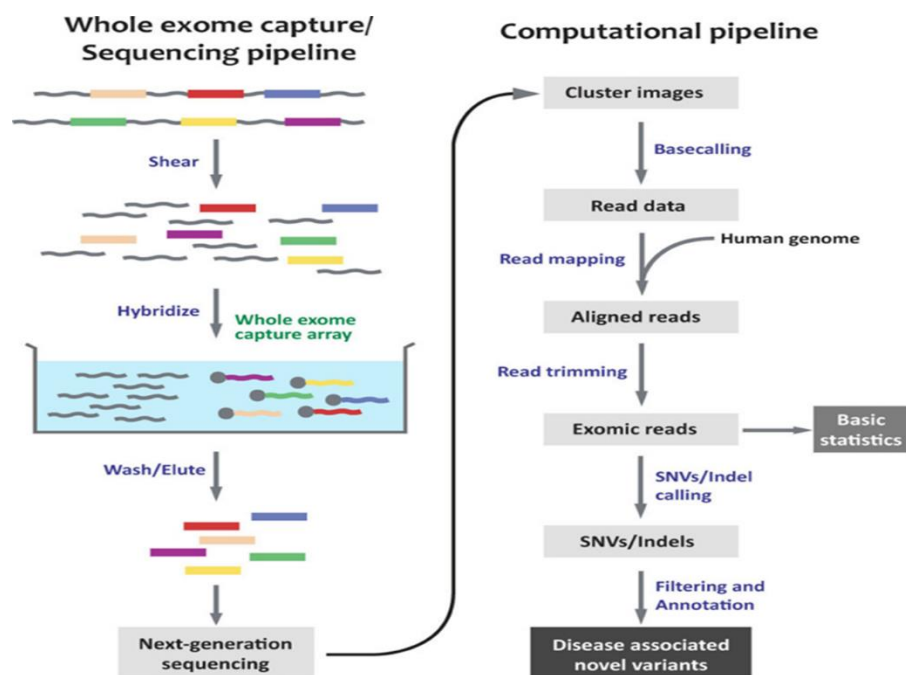 Whole exome capture/
Sequencing pipeline
Shear
Hybridize
Whole exome
capture array
Wash/Elute
Next-generation
sequencing
Computational pipeline
Cluster images
Basecalling
Read data
Human genome
Read mapping
Aligned reads
Read trimming
Exomic reads
Basic
statistics
SNVs/Indel
calling
SNVs/Indels
Filtering and
Annotation
Disease associated
novel variants